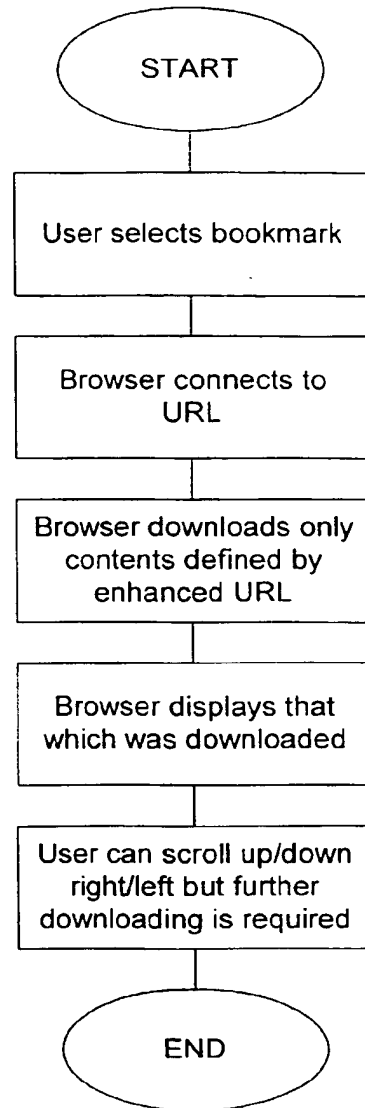 START
User selects bookmark
Browser connects to
URL
Browser downloads only
contents defined by
enhanced URL
Browser displays that
which was downloaded
User can scroll up/down
right/left but further
downloading is required
END